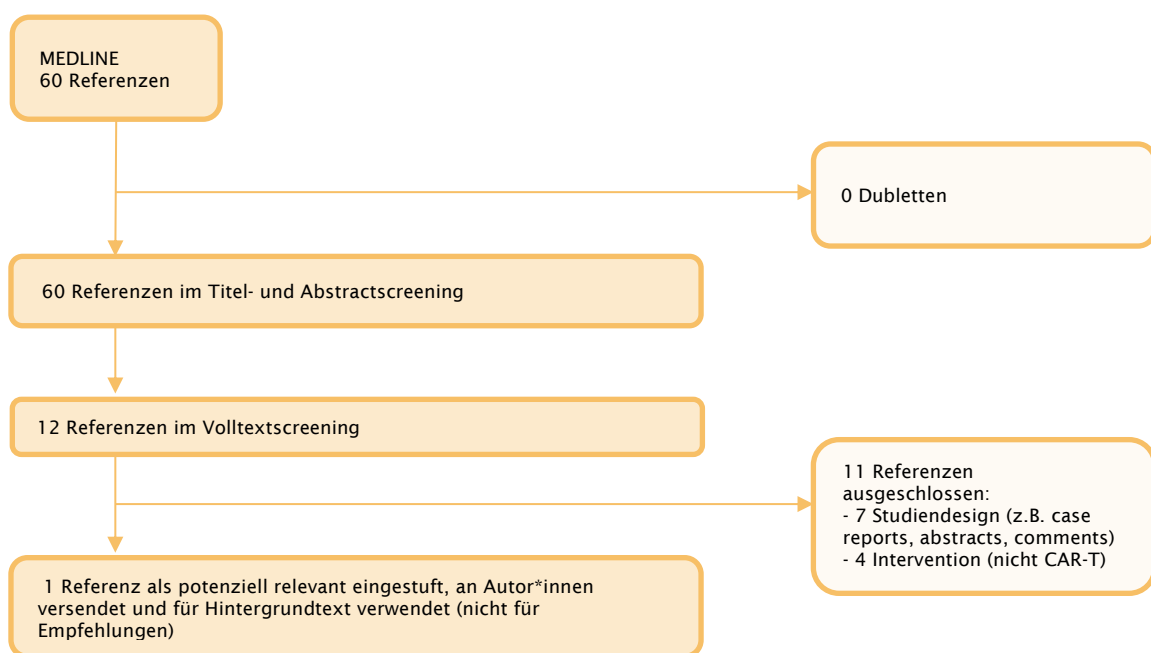 MEDLINE
60 Referenzen
0 Dubletten
60 Referenzen im Titel- und Abstractscreening
12 Referenzen im Volltextscreening
11 Referenzen
ausgeschlossen:
- 7 Studiendesign (z.B. case
reports, abstracts, comments)
- 4 Intervention (nicht CAR-T)
1 Referenz als potenziell relevant eingestuft, an Autor*innen
versendet und für Hintergrundtext verwendet (nicht für
Empfehlungen)